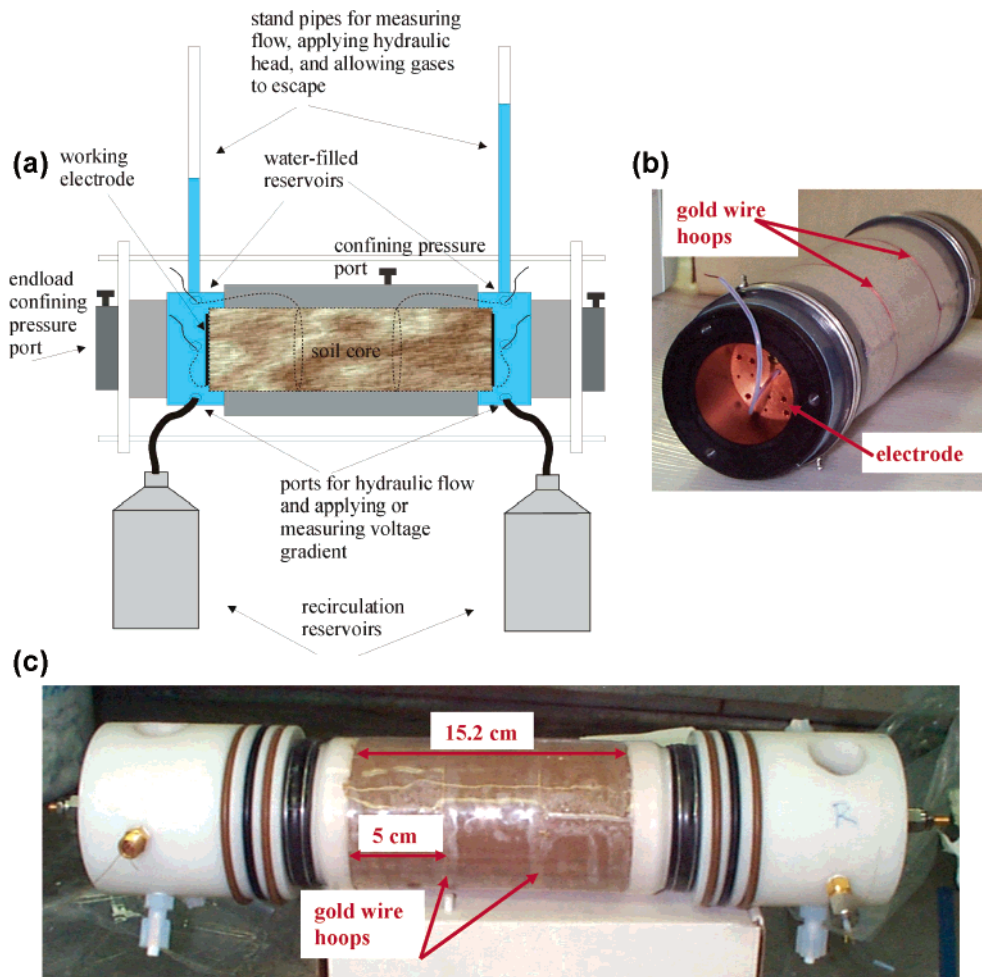 stand pipes for measuring
flow, applying hydraulic
head, and allowing gases
to escape
(a)
working
electrode
water-filled
reservoirs
confining pressure
port
endload
confining
pressure
port
soil core
ports for hydraulic flow
and applying or
measuring voltage
gradient
recirculation
reservoirs
(b)
gold wire
hoops
electrode
(c)
15.2 cm
5 cm
gold wire
hoops
R